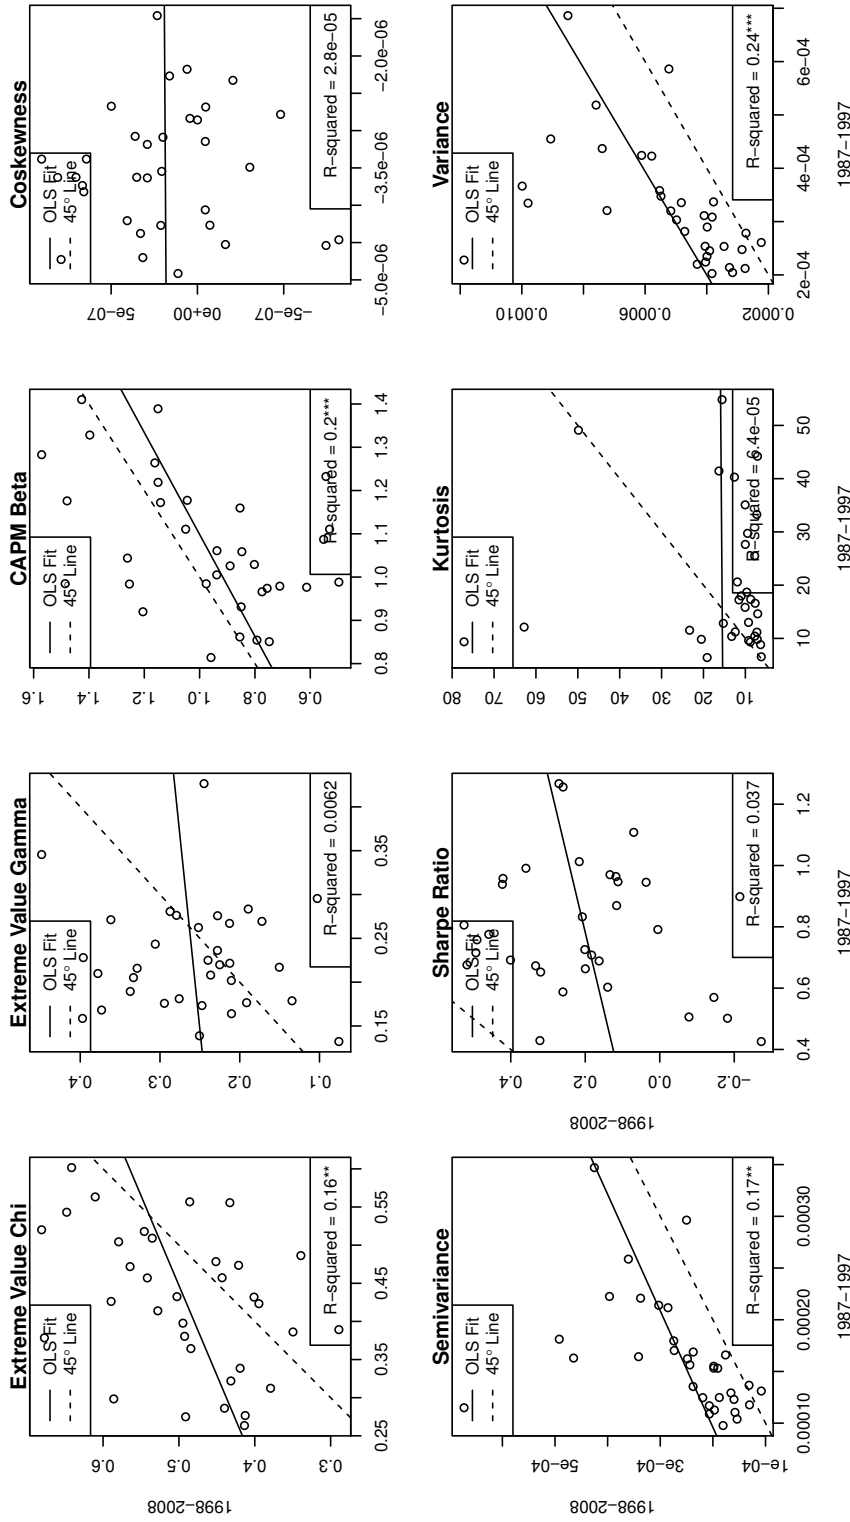 Extreme Value Chi
OLS Fit
45° Line
R−squared = 0.16**
0.25 0.35 0.45 0.55
0.3 0.4 0.5 0.6
1998−2008
Extreme Value Gamma
OLS Fit
45° Line
R−squared = 0.0062
0.15 0.25 0.35
0.1 0.2 0.3 0.4
CAPM Beta
OLS Fit
45° Line
R−squared = 0.2***
0.8 0.9 1.0 1.1 1.2 1.3 1.4
0.6 0.8 1.0 1.2 1.4 1.6
Coskewness
OLS Fit
45° Line
R−squared = 2.8e−05
−5.0e−06 −3.5e−06 −2.0e−06
−5e−07 0e+00 5e−07
Semivariance
OLS Fit
45° Line
R−squared = 0.17**
0.00010 0.00020 0.00030
1e−04 3e−04 5e−04
1987−1997
1998−2008
Sharpe Ratio
OLS Fit
45° Line
R−squared = 0.037
0.4 0.6 0.8 1.0 1.2
−0.2 0.0 0.2 0.4
1987−1997
1998−2008
Kurtosis
OLS Fit
45° Line
R−squared = 6.4e−05
10 20 30 40 50
10 20 30 40 50 60 70 80
1987−1997
Variance
OLS Fit
45° Line
R−squared = 0.24***
2e−04 4e−04 6e−04
0.0002 0.0006 0.0010
1987−1997